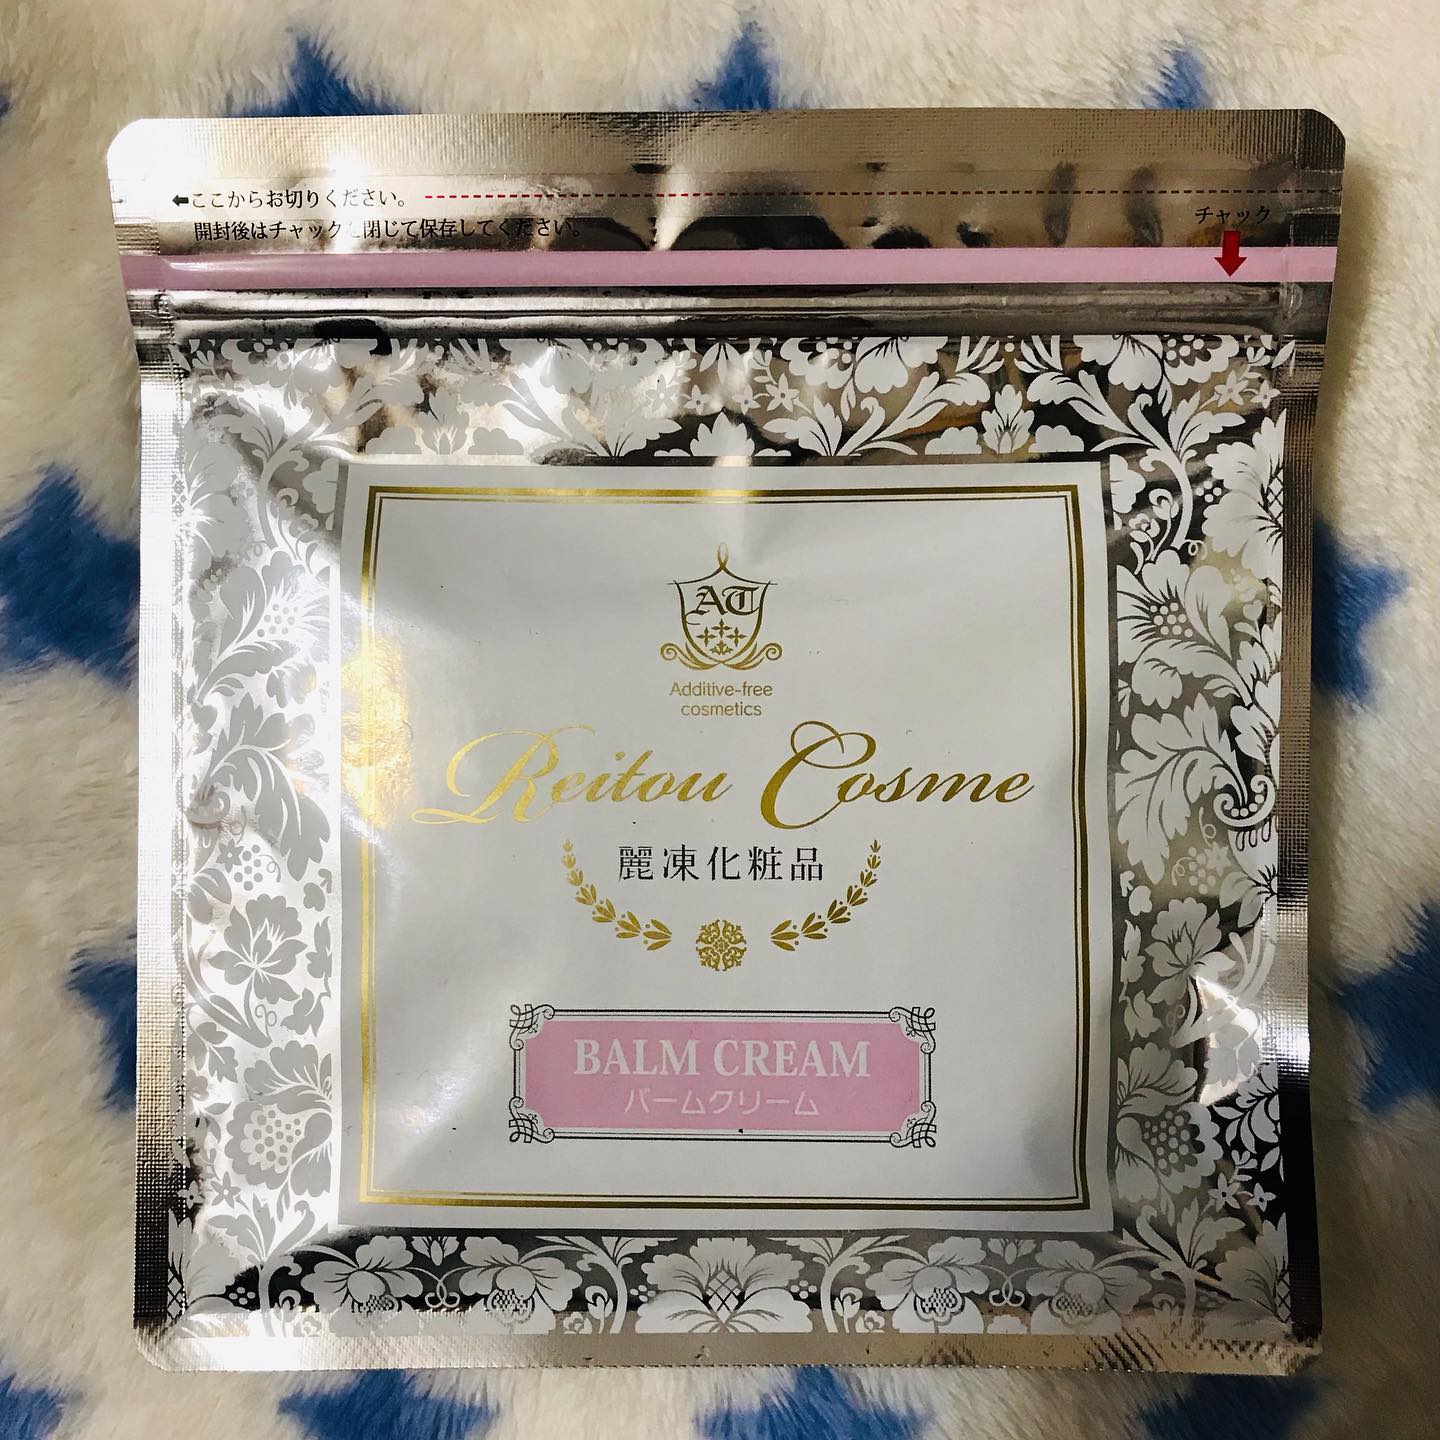 ⬅ここからお切りください。
開封後はチャックを閉じて保存してください。
チャック
AT
Additive-free
cosmetics
Reitou Cosme
麗凍化粧品
BALM CREAM
バームクリーム